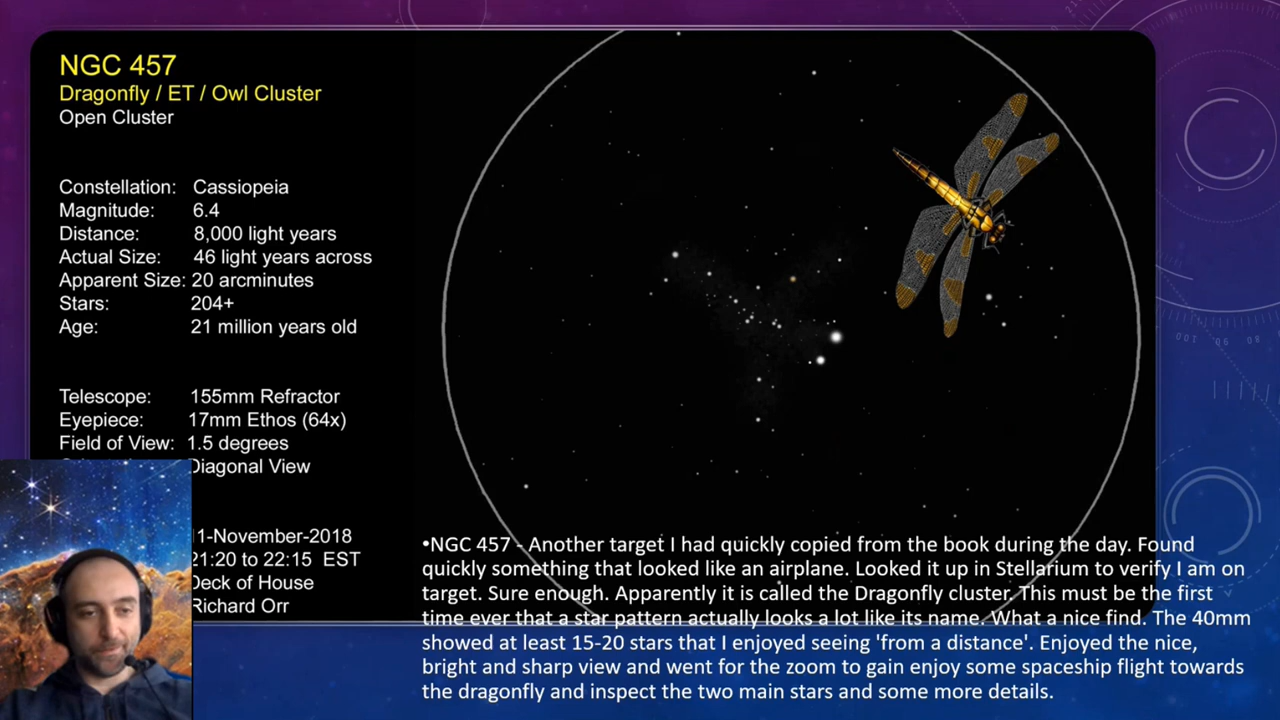 NGC 457
Dragonfly / ET / Owl Cluster
Open Cluster
Constellation: Cassiopeia
Magnitude: 6.4
Distance: 8,000 light years
Actual Size: 46 light years across
Apparent Size: 20 arcminutes
Stars: 204+
Age: 21 million years old
Telescope: 155mm Refractor
Eyepiece: 17mm Ethos (64x)
Field of View: 1.5 degrees
Diagonal View
1-November-2018
21:20 to 22:15 EST
Deck of House
Richard Orr
•NGC 457 - Another target I had quickly copied from the book during the day. Found
quickly something that looked like an airplane. Looked it up in Stellarium to verify I am on
target. Sure enough. Apparently it is called the Dragonfly cluster. This must be the first
time ever that a star pattern actually looks a lot like its name. What a nice find. The 40mm
showed at least 15-20 stars that I enjoyed seeing 'from a distance'. Enjoyed the nice,
bright and sharp view and went for the zoom to gain enjoy some spaceship flight towards
the dragonfly and inspect the two main stars and some more details.